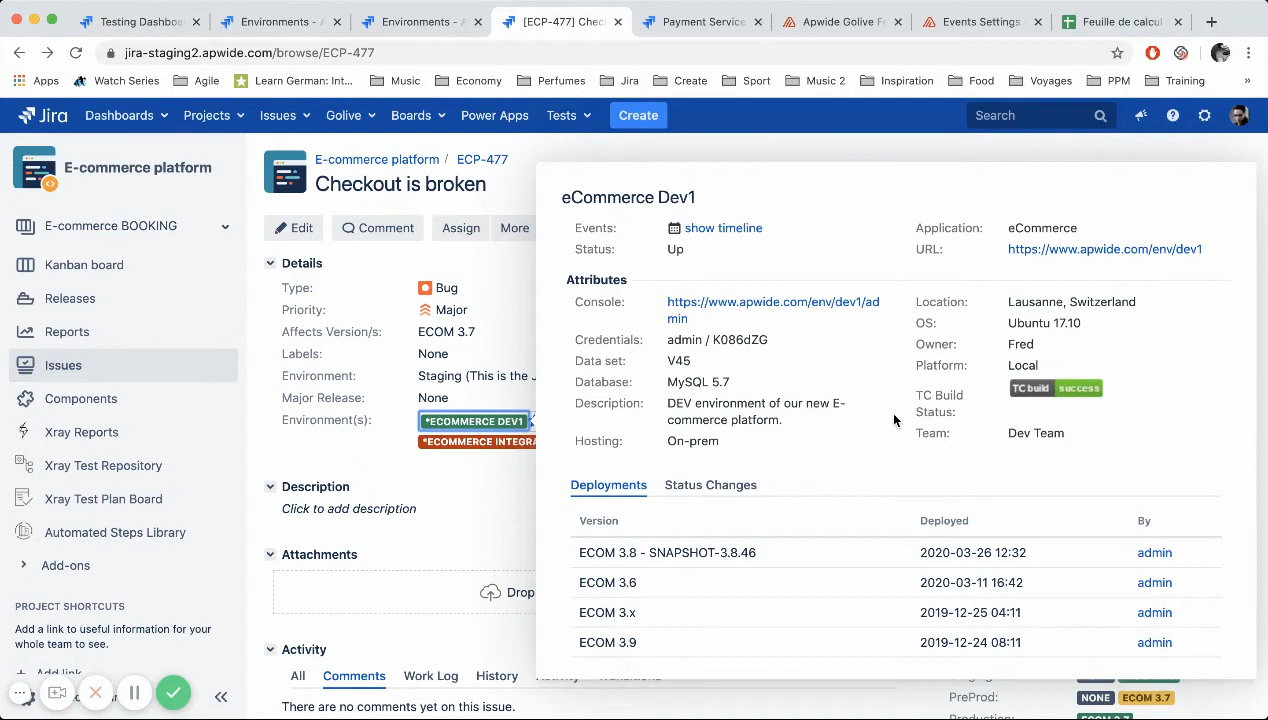 Testing Dashboa
Environments - A
Environments - A
[ECP-477] Chec
Payment Service
Apwide Golive Fe
Events Settings -
Feuille de calcul
jira-staging2.apwide.com/browse/ECP-477
Apps
Watch Series
Agile
Learn German: Int...
Music
Economy
Perfumes
Jira
Create
Sport
Music 2
Inspiration
Food
Voyages
PPM
Training
»
Jira
Dashboards
Projects
Issues
Golive
Boards
Power Apps
Tests
Create
Search
E-commerce platform
E-commerce BOOKING
Kanban board
Releases
Reports
Issues
Components
Xray Reports
Xray Test Repository
Xray Test Plan Board
Automated Steps Library
Add-ons
PROJECT SHORTCUTS
Add a link to useful information for your
whole team to see.
+ Add link
E-commerce platform / ECP-477
Checkout is broken
Edit
Comment
Assign
More
Details
Type: Bug
Priority: Major
Affects Version/s: ECOM 3.7
Labels: None
Environment: Staging (This is the
Major Release: None
Environment(s): *ECOMMERCE DEV1
*ECOMMERCE INTEGRA
Description
Click to add description
Attachments
Drop
Activity
All
Comments
Work Log
History
Activity
Transitions
There are no comments yet on this issue.
eCommerce Dev1
Events: show timeline
Status: Up
Application: eCommerce
URL: https://www.apwide.com/env/dev1
Attributes
Console: https://www.apwide.com/env/dev1/ad
min
Credentials: admin / K086dZG
Data set: V45
Database: MySQL 5.7
Description: DEV environment of our new E-
commerce platform.
Hosting: On-prem
Location: Lausanne, Switzerland
OS: Ubuntu 17.10
Owner: Fred
Platform: Local
TC Build
Status:
TC build success
Team: Dev Team
Deployments
Status Changes
Version Deployed By
ECOM 3.8 - SNAPSHOT-3.8.46 2020-03-26 12:32 admin
ECOM 3.6 2020-03-11 16:42 admin
ECOM 3.x 2019-12-25 04:11 admin
ECOM 3.9 2019-12-24 08:11 admin
PreProd: NONE ECOM 3.7
Production: ECOM 3.7